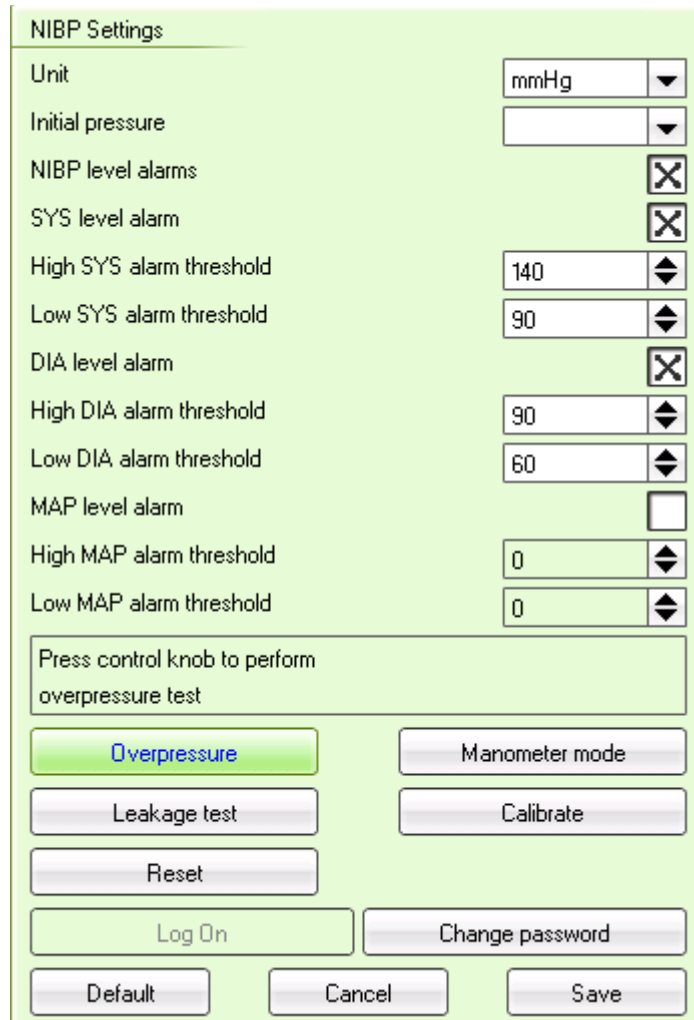 NIBP Settings
Unit mmHg
Initial pressure
NIBP level alarms
SYS level alarm
High SYS alarm threshold 140
Low SYS alarm threshold 90
DIA level alarm
High DIA alarm threshold 90
Low DIA alarm threshold 60
MAP level alarm
High MAP alarm threshold 0
Low MAP alarm threshold 0
Press control knob to perform
overpressure test
Overpressure Manometer mode
Leakage test Calibrate
Reset
Log On Change password
Default Cancel Save